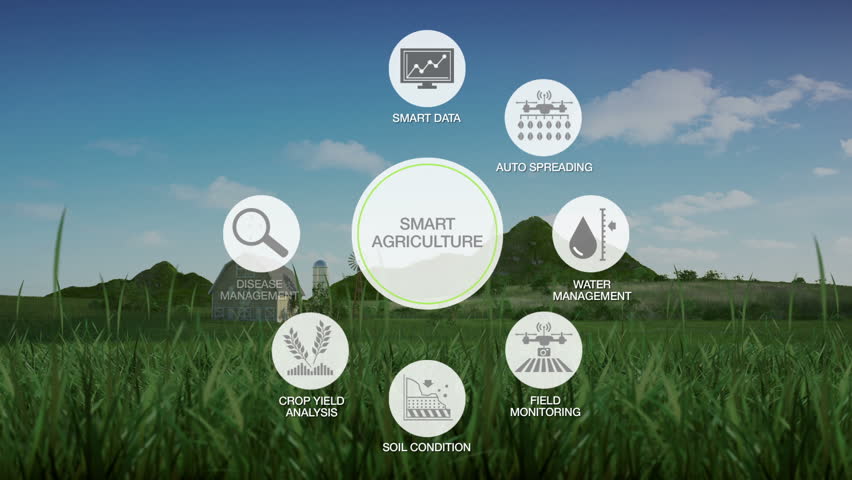 SMART DATA
AUTO SPREADING
SMART
AGRICULTURE
DISEASE
MANAGEMENT
WATER
MANAGEMENT
CROP YIELD
ANALYSIS
FIELD
MONITORING
SOIL CONDITION